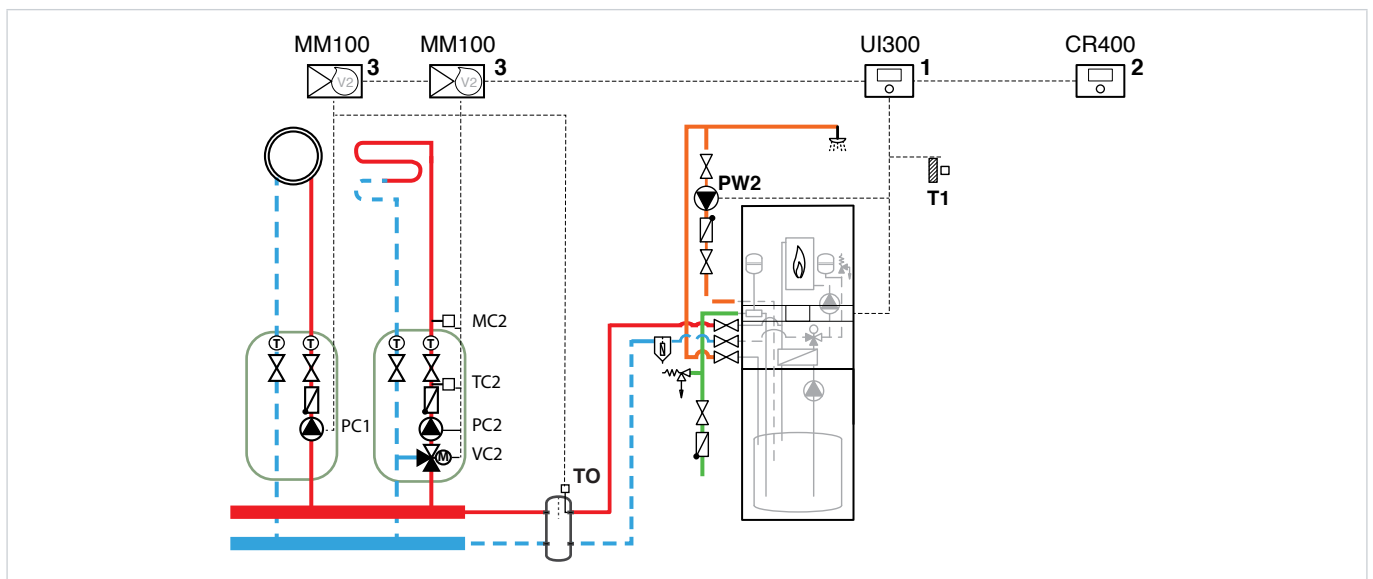 MM100 MM100 UI300 CR400
3 3 1 2
V2 V2
PW2
T1
MC2
T T T T
TC2
PC1 PC2
M VC2
TO